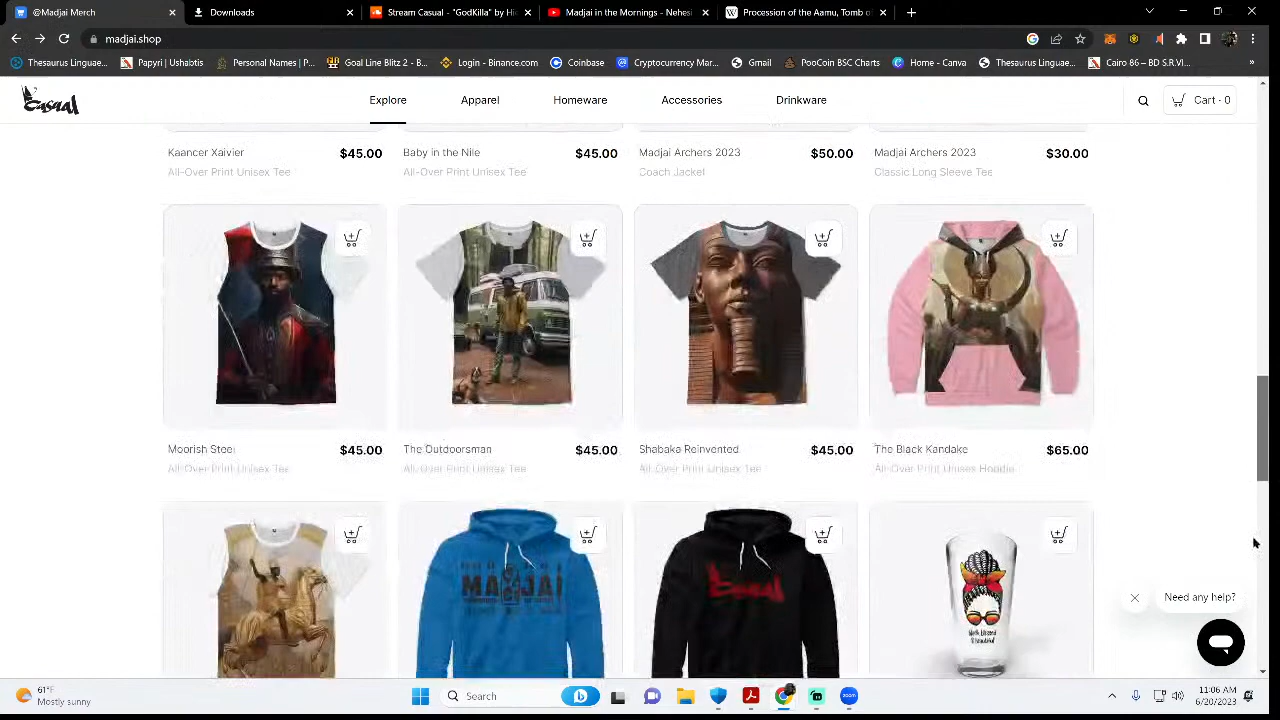 @Madjai Merch
Downloads
Stream Casual - "GodKilla" by Hi
Madjai in the Mornings - Nehesi
Procession of the Aamu, Tomb o
madjai.shop
Thesaurus Linguae...
Papyri | Ushabtis
Personal Names | P...
Goal Line Blitz 2 - B...
Login - Binance.com
Coinbase
Cryptocurrency Mar...
Gmail
PooCoin BSC Charts
Home - Canva
Thesaurus Linguae...
Cairo 86 – BD S.R.VI...
Casual
Explore
Apparel
Homeware
Accessories
Drinkware
Cart · 0
Kaancer Xaivier
$45.00
All-Over Print Unisex Tee
Baby in the Nile
$45.00
All-Over Print Unisex Tee
Madjai Archers 2023
$50.00
Coach Jacket
Madjai Archers 2023
$30.00
Classic Long Sleeve Tee
Moorish Steel
$45.00
All-Over Print Unisex Tee
The Outdoorsman
$45.00
All-Over Print Unisex Tee
Shabaka Reinvented
$45.00
All-Over Print Unisex Tee
The Black Kandake
$65.00
All-Over Print Unisex Hoodie
MADJAI
Casual
Black Blessed
& beautiful
Need any help?
61°F
Mostly sunny
Search
11:06 AM
6/20/2023